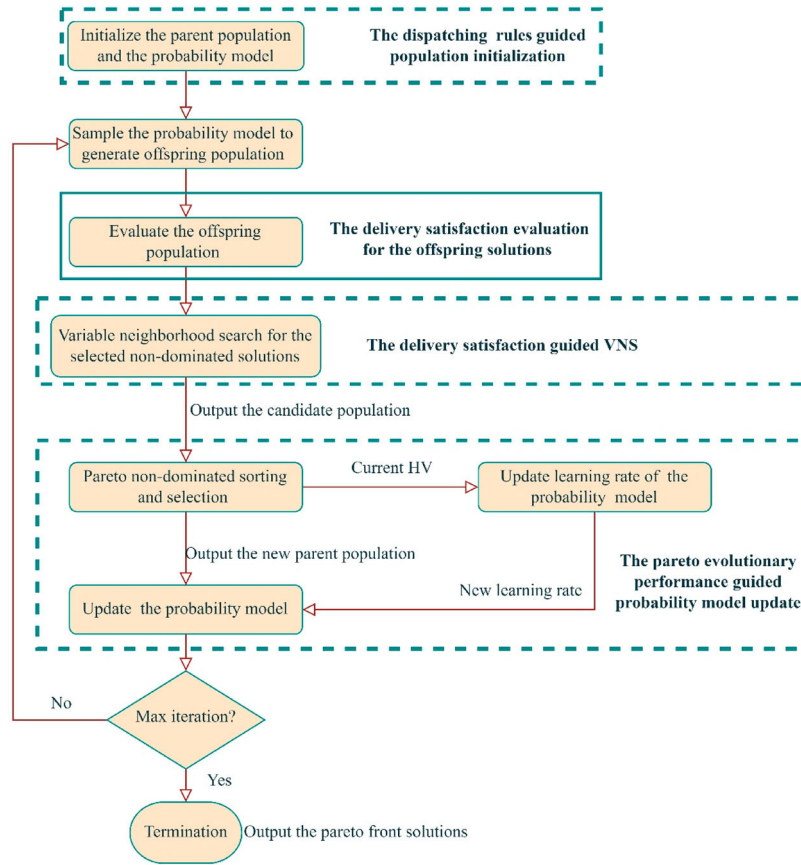 Initialize the parent population
and the probability model
The dispatching rules guided
population initialization
Sample the probability model to
generate offspring population
Evaluate the offspring
population
The delivery satisfaction evaluation
for the offspring solutions
Variable neighborhood search for the
selected non-dominated solutions
The delivery satisfaction guided VNS
Output the candidate population
Pareto non-dominated sorting
and selection
Current HV
Update learning rate of the
probability model
Output the new parent population
The pareto evolutionary
performance guided
probability model update
New learning rate
Update the probability model
No
Max iteration?
Yes
Termination
Output the pareto front solutions